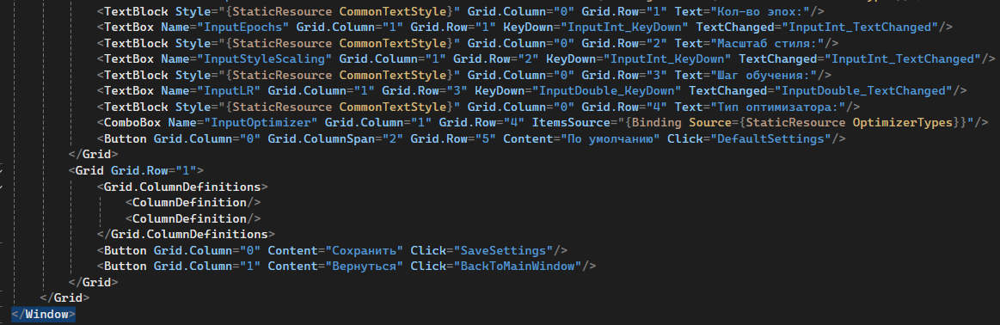 <TextBlock Style="{StaticResource CommonTextStyle}" Grid.Column="0" Grid.Row="1" Text="Кол-во эпох:"/>
<TextBox Name="InputEpochs" Grid.Column="1" Grid.Row="1" KeyDown="InputInt_KeyDown" TextChanged="InputInt_TextChanged"/>
<TextBlock Style="{StaticResource CommonTextStyle}" Grid.Column="0" Grid.Row="2" Text="Масштаб стиля:"/>
<TextBox Name="InputStyleScaling" Grid.Column="1" Grid.Row="2" KeyDown="InputInt_KeyDown" TextChanged="InputInt_TextChanged"/>
<TextBlock Style="{StaticResource CommonTextStyle}" Grid.Column="0" Grid.Row="3" Text="Шаг обучения:"/>
<TextBox Name="InputLR" Grid.Column="1" Grid.Row="3" KeyDown="InputDouble_KeyDown" TextChanged="InputDouble_TextChanged"/>
<TextBlock Style="{StaticResource CommonTextStyle}" Grid.Column="0" Grid.Row="4" Text="Тип оптимизатора:"/>
<ComboBox Name="InputOptimizer" Grid.Column="1" Grid.Row="4" ItemsSource="{Binding Source={StaticResource OptimizerTypes}}"/>
<Button Grid.Column="0" Grid.ColumnSpan="2" Grid.Row="5" Content="По умолчанию" Click="DefaultSettings"/>
</Grid>
<Grid Grid.Row="1">
<Grid.ColumnDefinitions>
<ColumnDefinition/>
<ColumnDefinition/>
</Grid.ColumnDefinitions>
<Button Grid.Column="0" Content="Сохранить" Click="SaveSettings"/>
<Button Grid.Column="1" Content="Вернуться" Click="BackToMainWindow"/>
</Grid>
</Grid>
</Window>